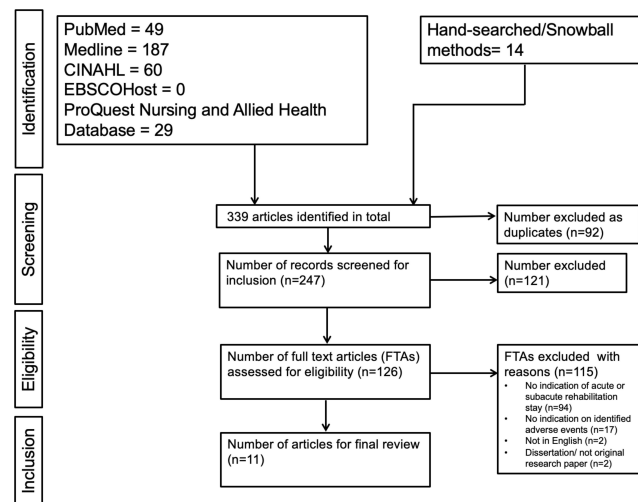 Identification
PubMed = 49
Medline = 187
CINAHL = 60
EBSCOHost = 0
ProQuest Nursing and Allied Health
Database = 29
Hand-searched/Snowball
methods= 14
Screening
339 articles identified in total
Number excluded as
duplicates (n=92)
Number of records screened for
inclusion (n=247)
Number excluded
(n=121)
Eligibility
Number of full text articles (FTAs)
assessed for eligibility (n=126)
FTAs excluded with
reasons (n=115)
• No indication of acute or
subacute rehabilitation
stay (n=94)
• No indication on identified
adverse events (n=17)
• Not in English (n=2)
• Dissertation/ not original
research paper (n=2)
Inclusion
Number of articles for final review
(n=11)